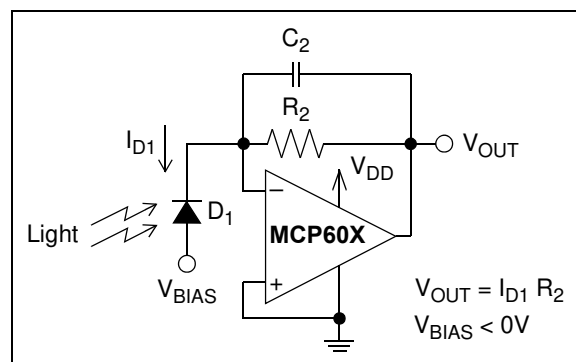 C2
R2
ID1
VOUT
VDD
−
D1
MCP60X
Light
+
VBIAS
VOUT = ID1 R2
VBIAS < 0V